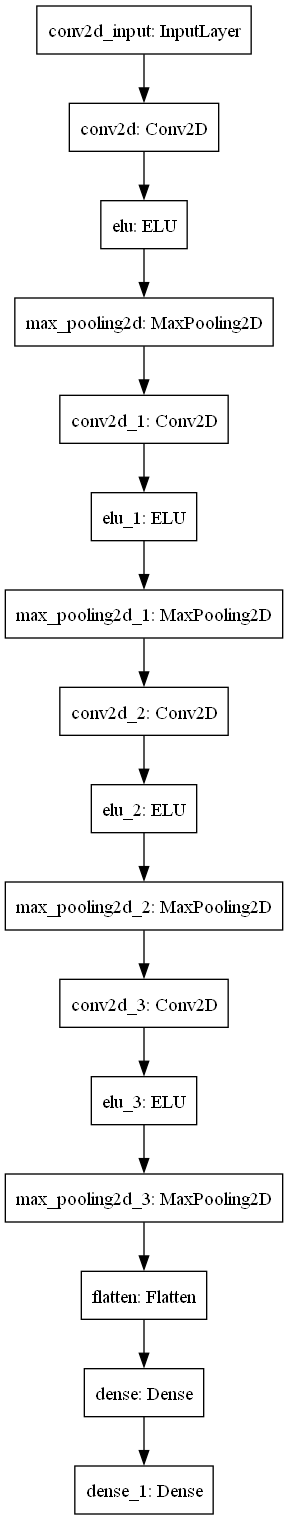 conv2d_input: InputLayer
conv2d: Conv2D
elu: ELU
max_pooling2d: MaxPooling2D
conv2d_1: Conv2D
elu_1: ELU
max_pooling2d_1: MaxPooling2D
conv2d_2: Conv2D
elu_2: ELU
max_pooling2d_2: MaxPooling2D
conv2d_3: Conv2D
elu_3: ELU
max_pooling2d_3: MaxPooling2D
flatten: Flatten
dense: Dense
dense_1: Dense